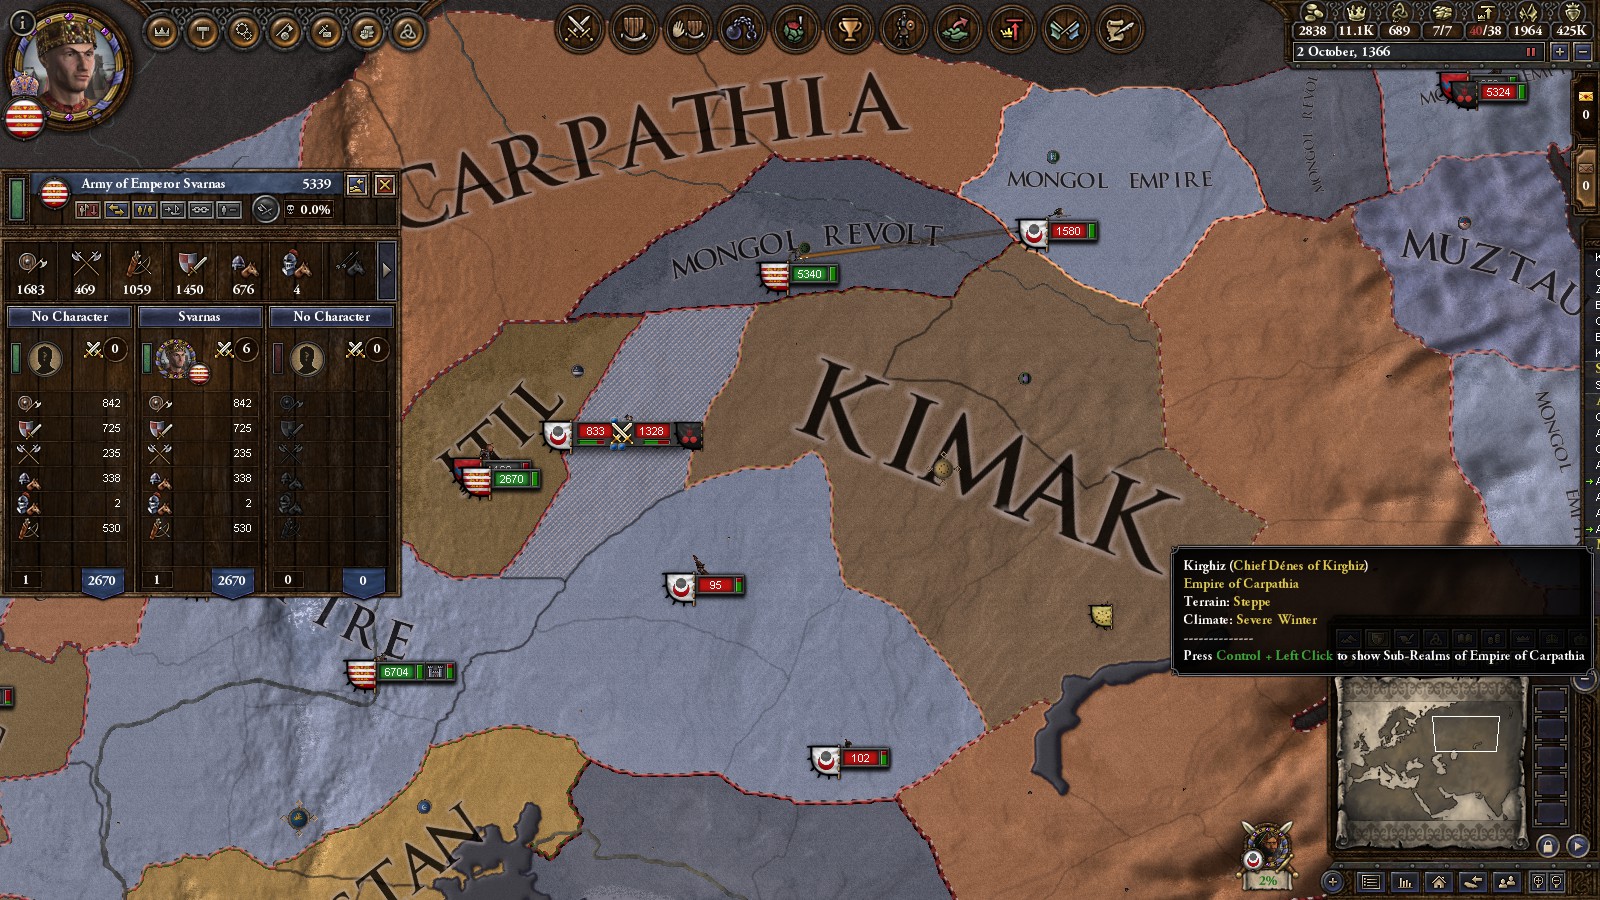 2838 11.1K 689 7/7 40/38 1964 425K
2 October, 1366
0
0
CARPATHIA
MONGOL EMPIRE
MONGOL REVOLT
MUZTAU
5324
1580
5340
Army of Emperor Svarnas 5339
0.0%
1683 469 1059 1450 676 4
No Character Svarnas No Character
0 6 0
842 842
725 725
235 235
338 338
2 2
530 530
1 2670 1 2670 0 0
ITIL
KIMAK
MONGOL
833 1328
2670
95
6704
102
TRE
STAN
Kirghiz (Chief Dénes of Kirghiz)
Empire of Carpathia
Terrain: Steppe
Climate: Severe Winter
--------------
Press Control + Left Click to show Sub-Realms of Empire of Carpathia
2%